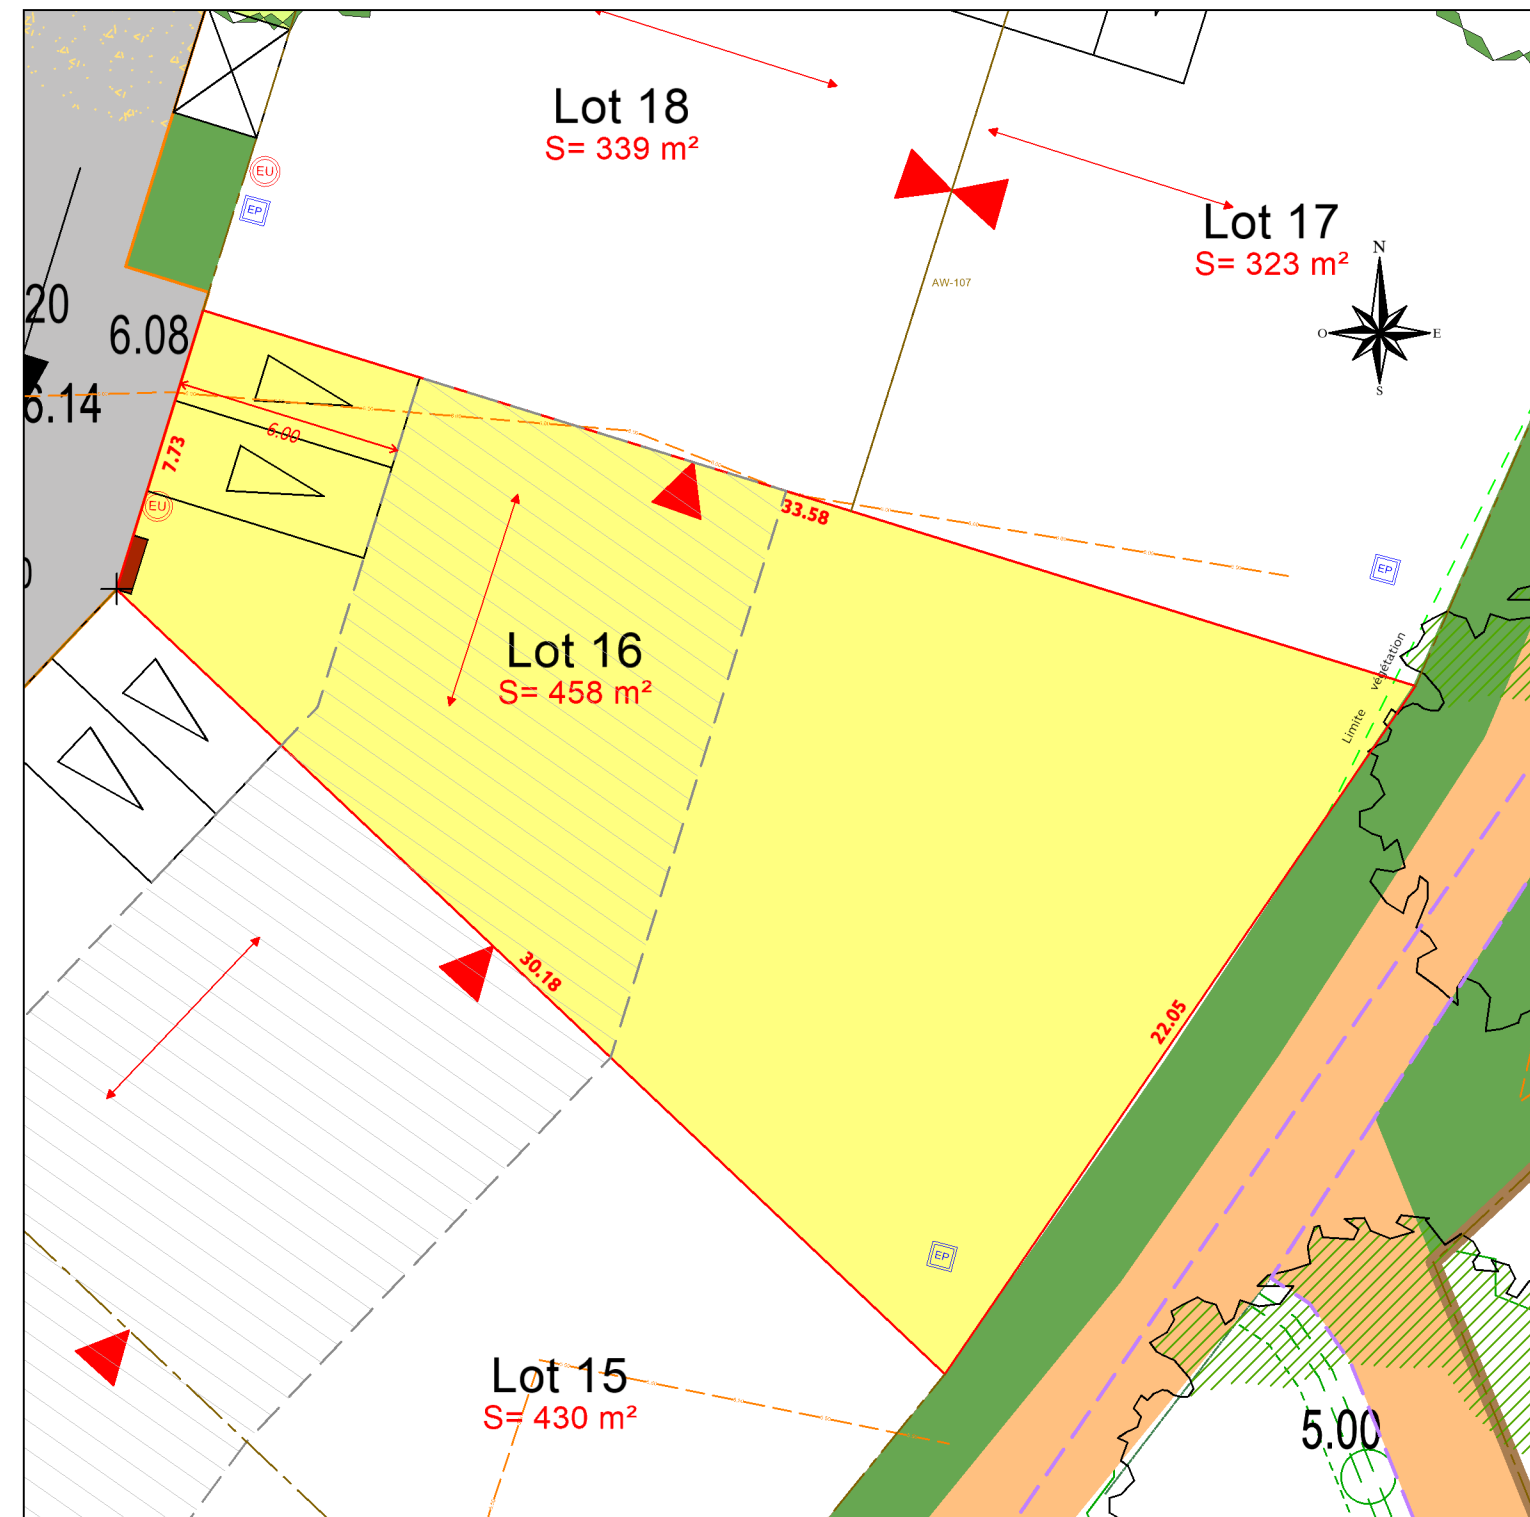 Lot 18
S= 339 m²
EU
EP
Lot 17
S= 323 m²
N
O
E
S
AW-107
20
6.08
6.14
6.00
7.73
EU
33.58
EP
végétation
Limite
Lot 16
S= 458 m²
30.18
22.05
EP
Lot 15
S= 430 m²
5.00